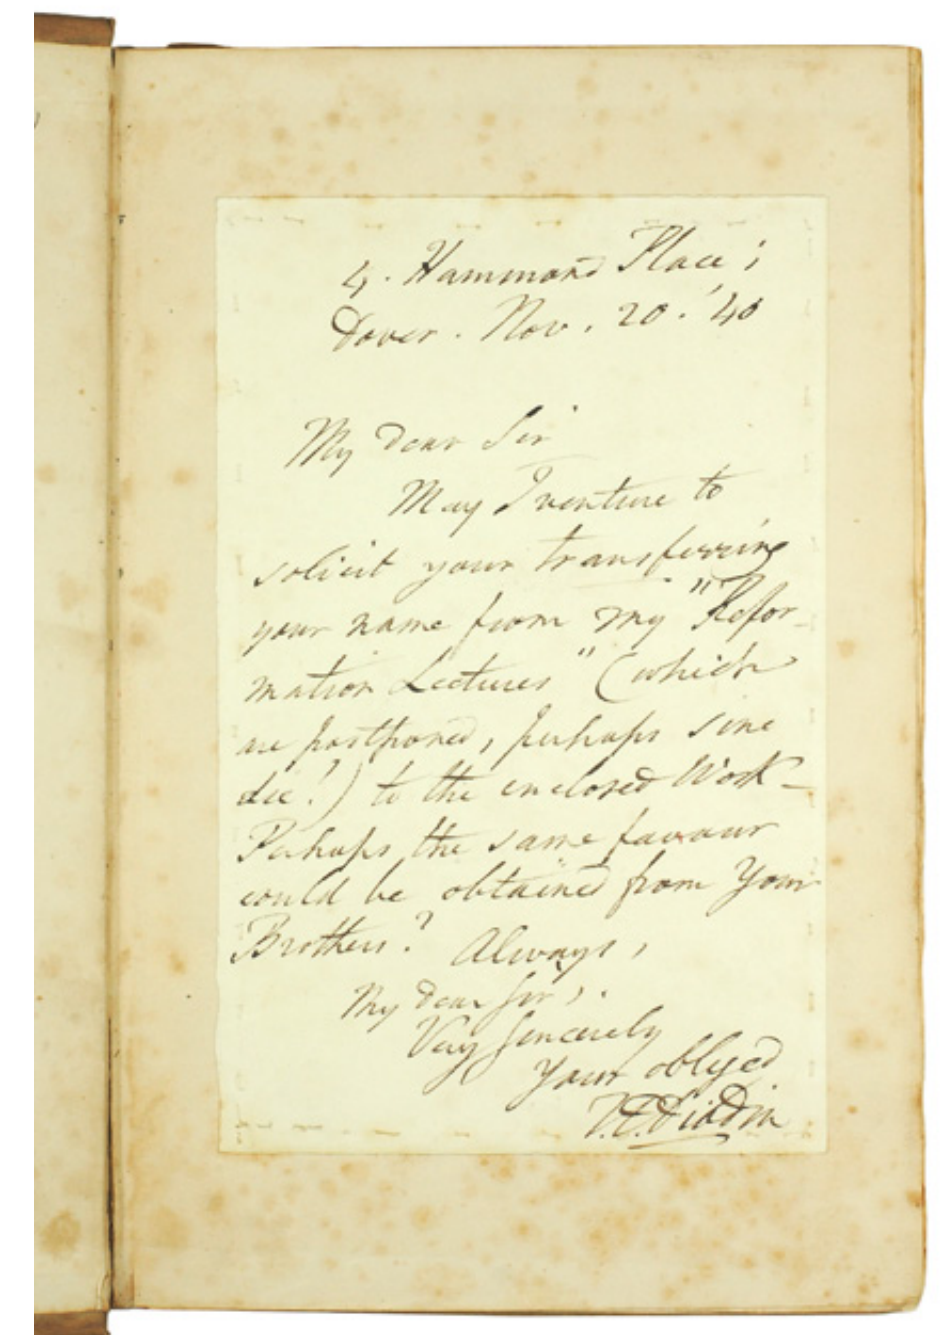 4. Hammond Place;
Dover. Nov. 20. '40
My dear Sir
May I venture to
solicit your transferring
your name from my "Refor-
mation Lectures" (which
are postponed, perhaps sine
die!) to the enclosed Work -
Perhaps the same favour
could be obtained from your
Brothers? Always,
My dear Sir,
Very sincerely
your obliged
T.F. Dibdin